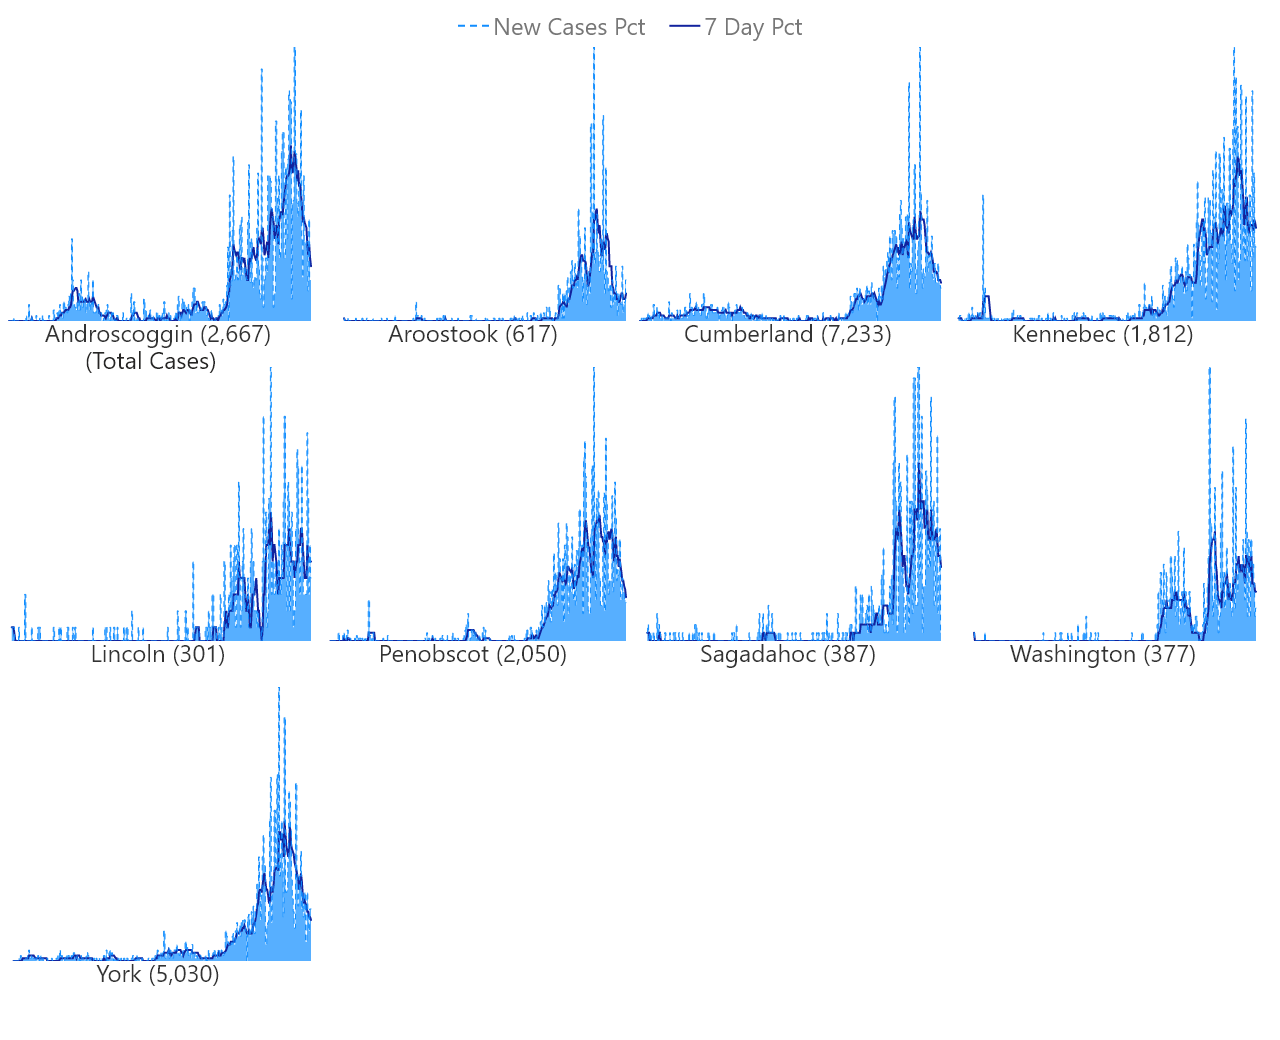 New Cases Pct 7 Day Pct
Androscoggin (2,667)
(Total Cases)
Aroostook (617)
Cumberland (7,233)
Kennebec (1,812)
Lincoln (301)
Penobscot (2,050)
Sagadahoc (387)
Washington (377)
York (5,030)